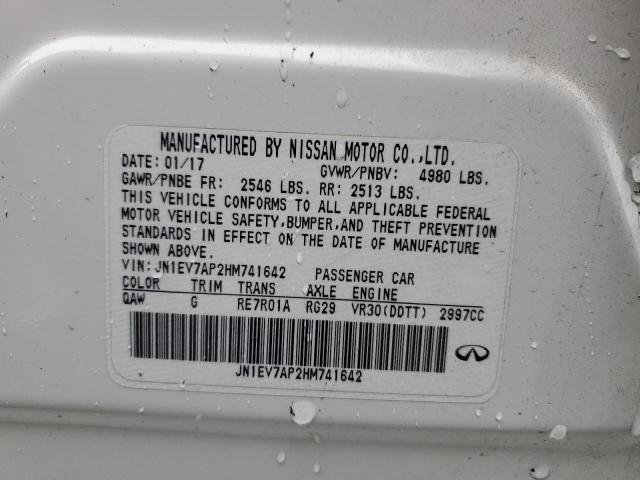 MANUFACTURED BY NISSAN MOTOR CO.,LTD.
DATE: 01/17 GVWR/PNBV: 4980 LBS.
GAWR/PNBE FR: 2546 LBS. RR: 2513 LBS.
THIS VEHICLE CONFORMS TO ALL APPLICABLE FEDERAL
MOTOR VEHICLE SAFETY,BUMPER,AND THEFT PREVENTION
STANDARDS IN EFFECT ON THE DATE OF MANUFACTURE
SHOWN ABOVE.
VIN: JN1EV7AP2HM741642 PASSENGER CAR
COLOR TRIM TRANS AXLE ENGINE
QAW G RE7R01A RG29 VR30(DDTT) 2997CC
JN1EV7AP2HM741642